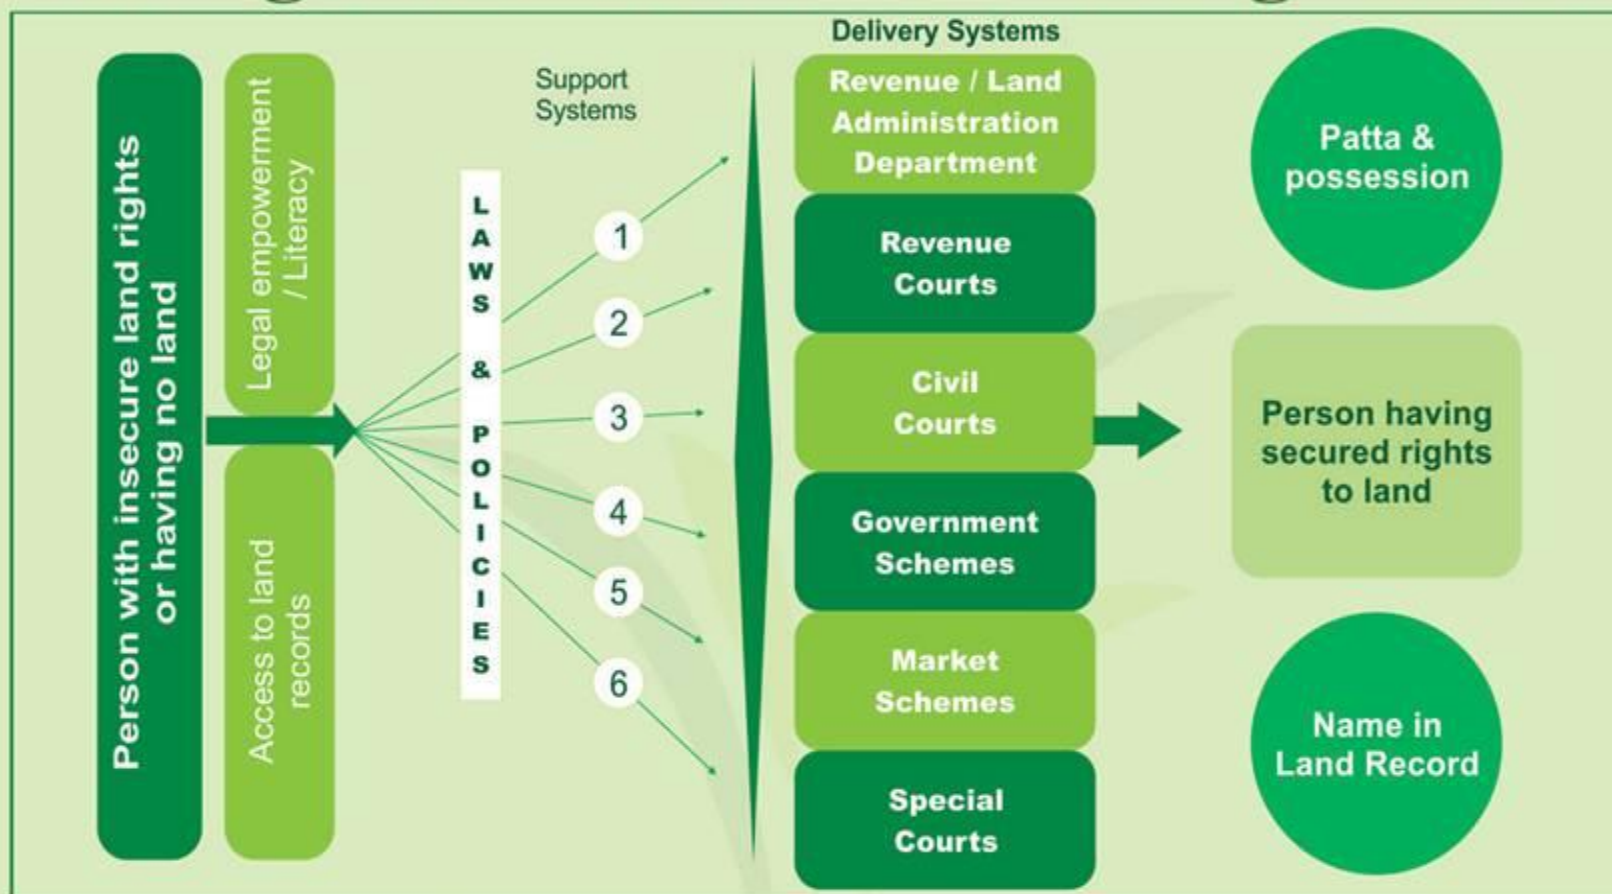 Person with insecure land rights
or having no land
Legal empowerment
/ Literacy
Access to land
records
Support
Systems
LAWS & POLICIES
1
2
3
4
5
6
Delivery Systems
Revenue / Land
Administration
Department
Revenue
Courts
Civil
Courts
Government
Schemes
Market
Schemes
Special
Courts
Patta &
possession
Person having
secured rights
to land
Name in
Land Record